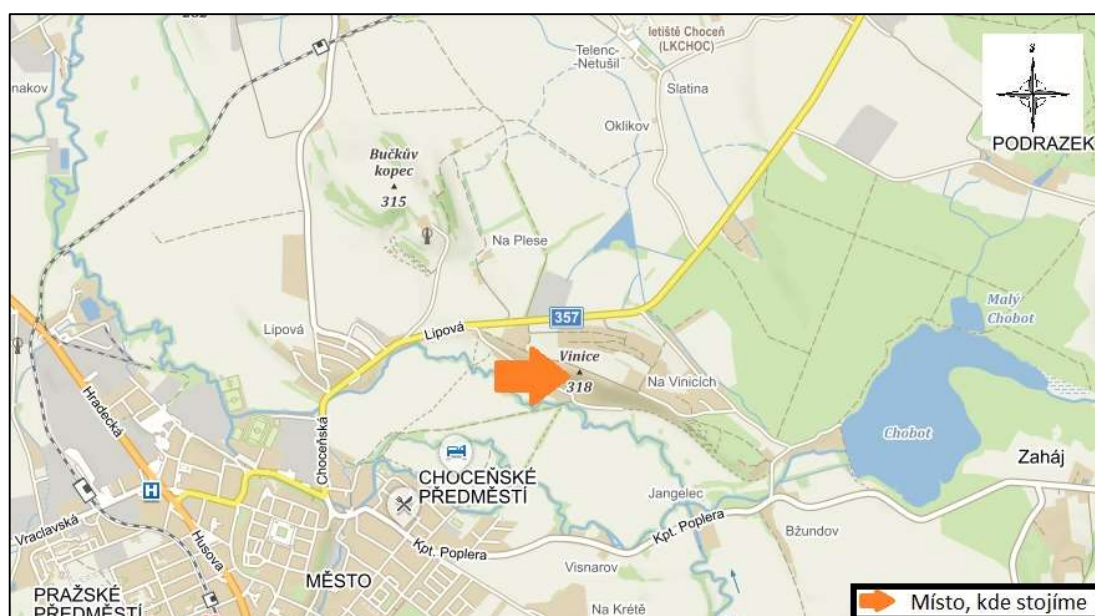 282
letiště Choceň
(LKCHOC)
Telenc-
Netušil
S
Slatina
nakov
Oklikov
PODRAZEK
Bučkův
kopec
315
Na Plese
Malý
Chobot
357
Lipová
Lipová
Vinice
318
Na Vinicích
Hradecká
Choceňská
Chobot
Zaháj
CHOCEŇSKÉ
PŘEDMĚSTÍ
H
Jangelec
Vraclavská
Husova
Kpt. Poplera
Kpt. Poplera
Bžundov
Visnarov
MĚSTO
PRAŽSKÉ
PŘEDMĚSTÍ
Na Krétě
Místo, kde stojíme